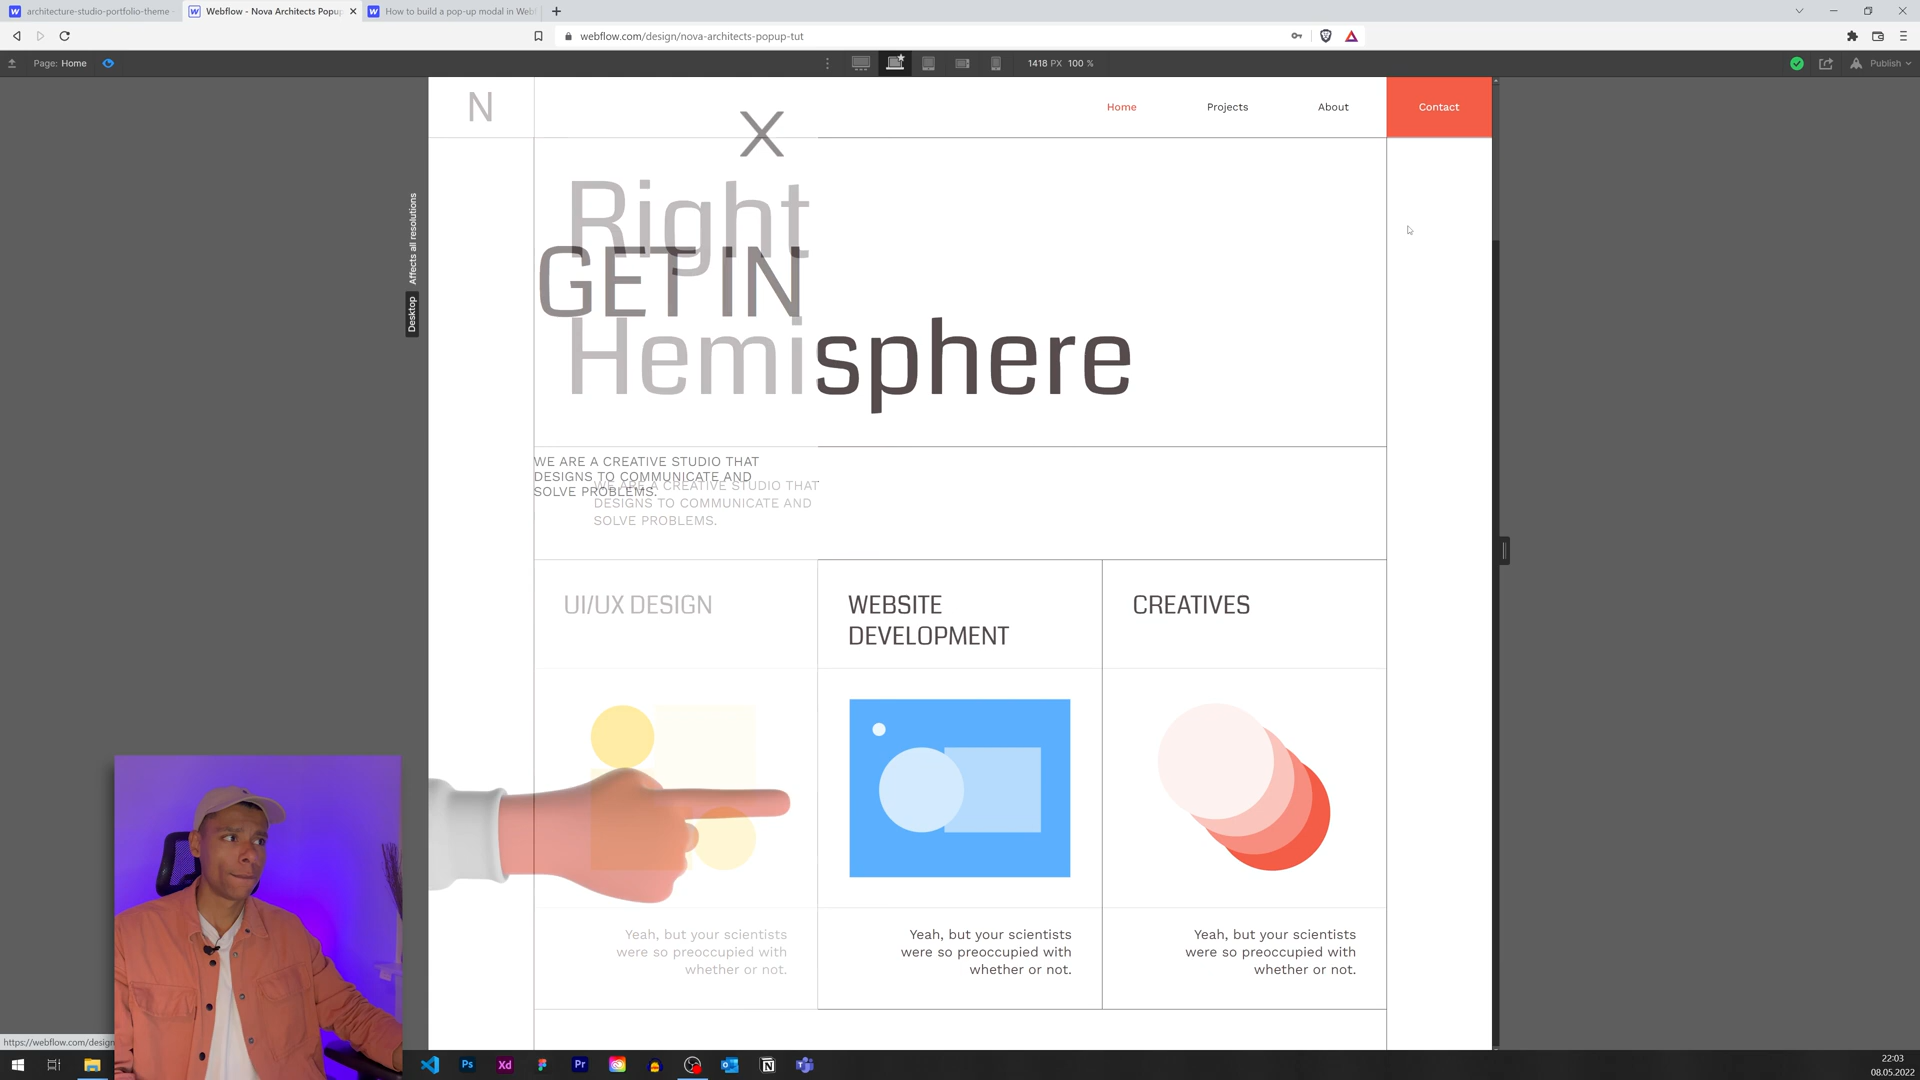 architecture-studio-portfolio-theme
Webflow - Nova Architects Popup
How to build a pop-up modal in Web
webflow.com/design/nova-architects-popup-tut
Page: Home
1418 PX 100 %
Publish
N
Home
Projects
About
Contact
X
Right
GET IN
Hemisphere
Affects all resolutions
Desktop
WE ARE A CREATIVE STUDIO THAT
DESIGNS TO COMMUNICATE AND
SOLVE PROBLEMS.
WE ARE A CREATIVE STUDIO THAT
DESIGNS TO COMMUNICATE AND
SOLVE PROBLEMS.
UI/UX DESIGN
WEBSITE
DEVELOPMENT
CREATIVES
Yeah, but your scientists
were so preoccupied with
whether or not.
Yeah, but your scientists
were so preoccupied with
whether or not.
Yeah, but your scientists
were so preoccupied with
whether or not.
https://webflow.com/design
Ps
Xd
Pr
22:03
08.05.2022